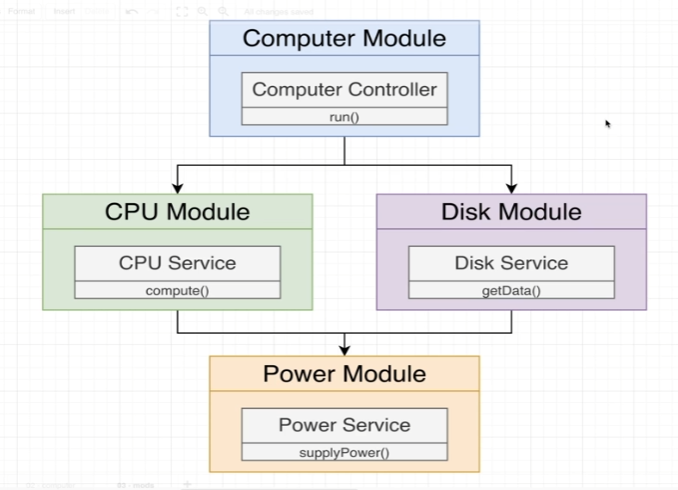 Format Insert
All changes saved
Computer Module
Computer Controller
run()
CPU Module
Disk Module
CPU Service
Disk Service
compute()
getData()
Power Module
Power Service
supplyPower()